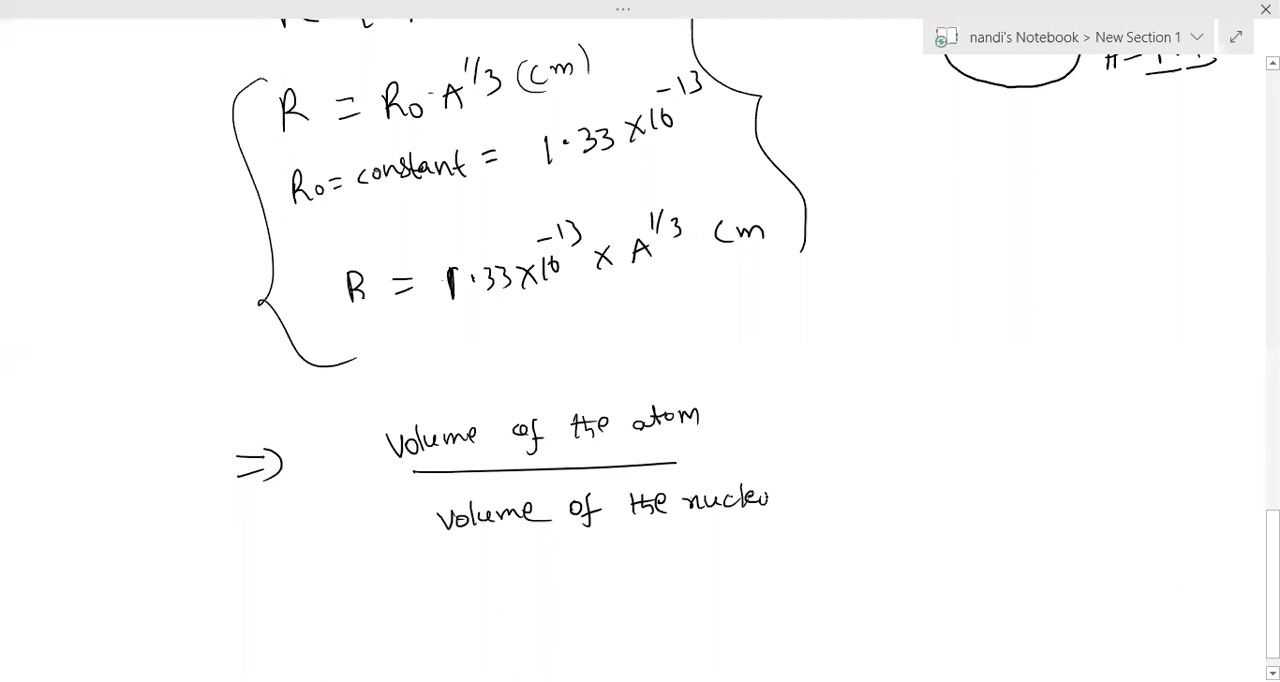 nandi's Notebook > New Section 1
R = R₀ · A^1/3 (cm)
R₀ = constant = 1.33 × 10^-13
R = 1.33 × 10^-13 × A^1/3 cm
⇒ volume of the atom
volume of the nucleu